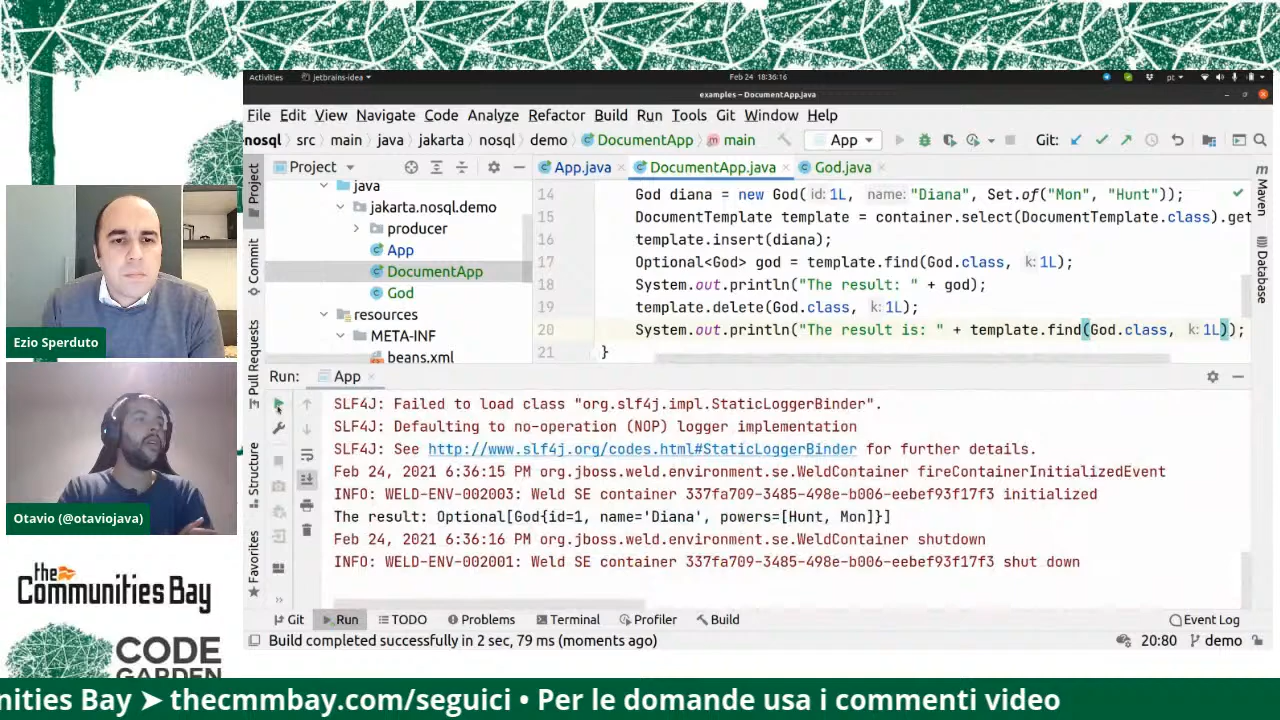 Activities
jetbrains-idea
Feb 24 18:36:16
pt
examples – DocumentApp.java
File Edit View Navigate Code Analyze Refactor Build Run Tools Git Window Help
nosql src main java jakarta nosql demo DocumentApp main
App
Git:
Project
App.java
DocumentApp.java
God.java
java
jakarta.nosql.demo
producer
App
DocumentApp
God
resources
META-INF
beans.xml
14 God diana = new God( id: 1L, name: "Diana", Set.of("Mon", "Hunt"));
15 DocumentTemplate template = container.select(DocumentTemplate.class).get
16 template.insert(diana);
17 Optional<God> god = template.find(God.class, k: 1L);
18 System.out.println("The result: " + god);
19 template.delete(God.class, k: 1L);
20 System.out.println("The result is: " + template.find(God.class, k: 1L));
21 }
Project
Commit
Pull Requests
Structure
Favorites
Maven
Database
Run: App
SLF4J: Failed to load class "org.slf4j.impl.StaticLoggerBinder".
SLF4J: Defaulting to no-operation (NOP) logger implementation
SLF4J: See http://www.slf4j.org/codes.html#StaticLoggerBinder for further details.
Feb 24, 2021 6:36:15 PM org.jboss.weld.environment.se.WeldContainer fireContainerInitializedEvent
INFO: WELD-ENV-002003: Weld SE container 337fa709-3485-498e-b006-eebef93f17f3 initialized
The result: Optional[God{id=1, name='Diana', powers=[Hunt, Mon]}]
Feb 24, 2021 6:36:16 PM org.jboss.weld.environment.se.WeldContainer shutdown
INFO: WELD-ENV-002001: Weld SE container 337fa709-3485-498e-b006-eebef93f17f3 shut down
Git Run TODO Problems Terminal Profiler Build
Event Log
Build completed successfully in 2 sec, 79 ms (moments ago)
20:80
demo
Ezio Sperduto
Otavio (@otaviojava)
the
Communities Bay
CODE
GARDEN
nities Bay ➤ thecmmbay.com/seguici • Per le domande usa i commenti video